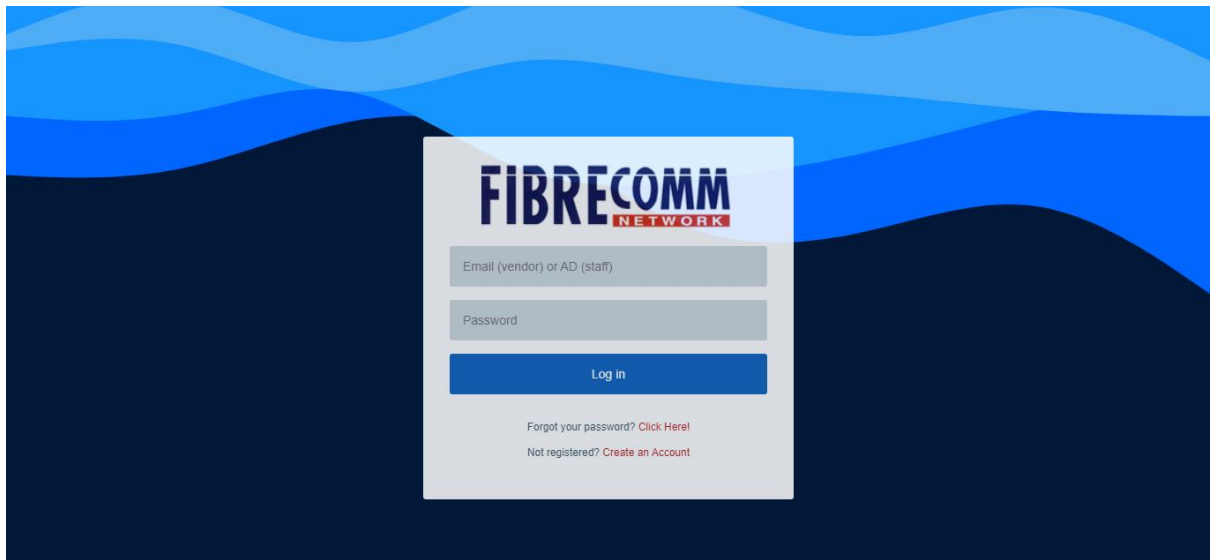 FIBRECOMM
NETWORK
Email (vendor) or AD (staff)
Password
Log in
Forgot your password? Click Here!
Not registered? Create an Account